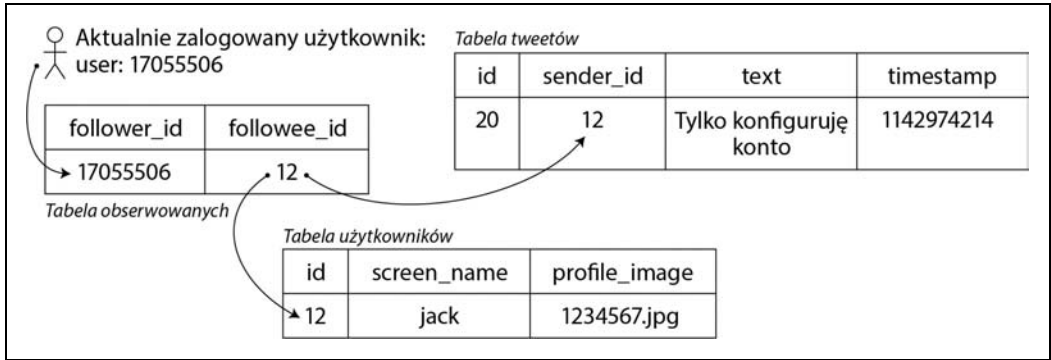 Aktualnie zalogowany użytkownik:
user: 17055506
Tabela tweetów
id sender_id text timestamp
20 12 Tylko konfiguruję konto 1142974214
follower_id followee_id
17055506 12
Tabela obserwowanych
Tabela użytkowników
id screen_name profile_image
12 jack 1234567.jpg